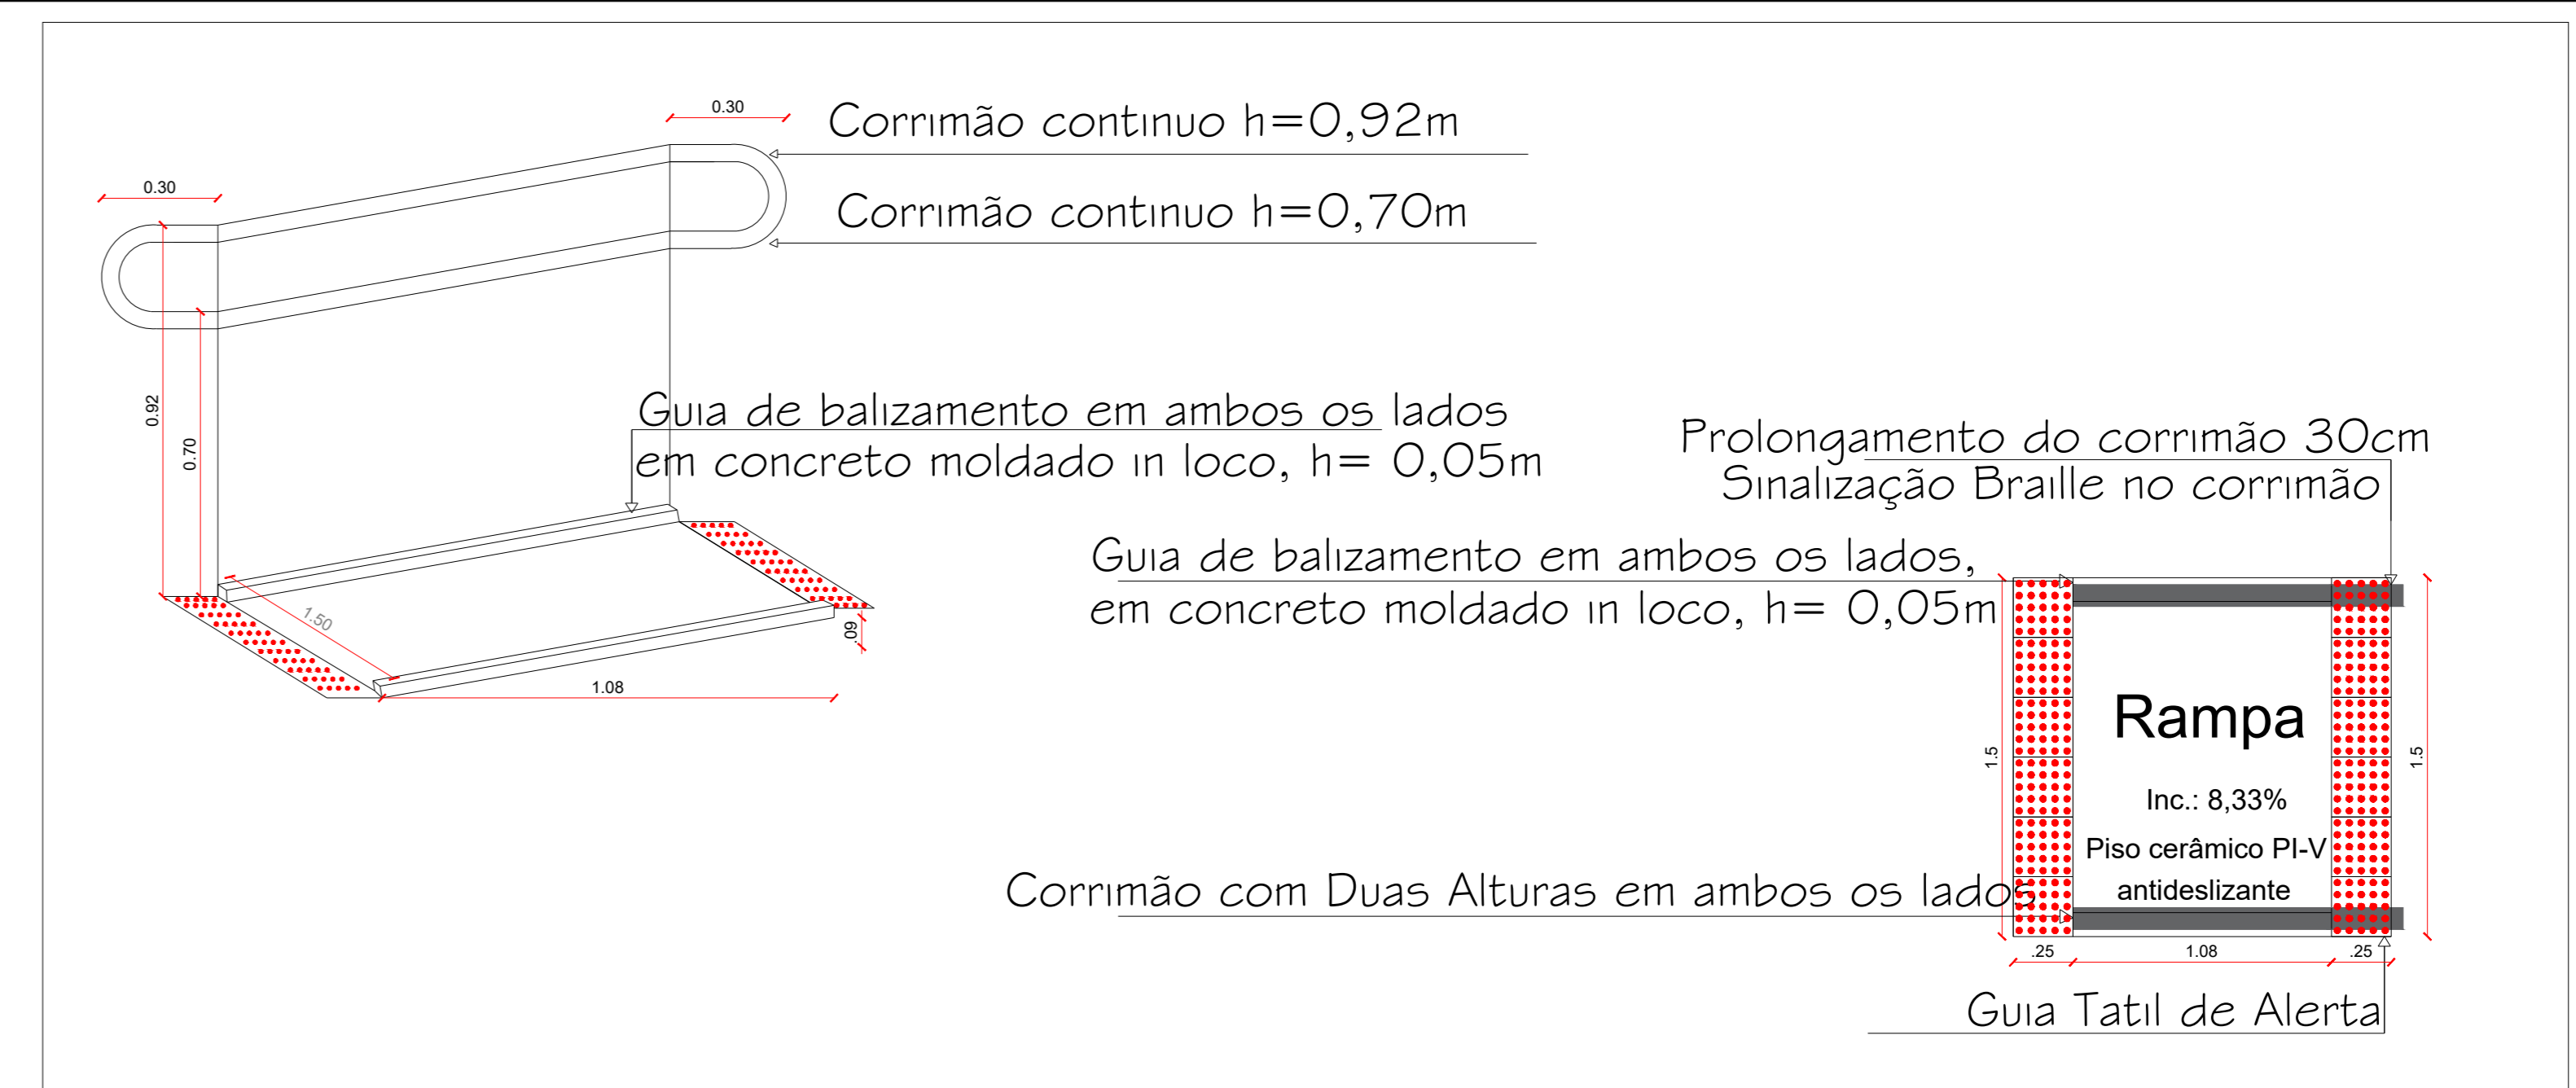 0.30
Corrimão continuo h=0,92m
0.30
Corrimão continuo h=0,70m
0.92
0.70
Guia de balizamento em ambos os lados
em concreto moldado in loco, h= 0,05m
1.50
.09
1.08
Prolongamento do corrimão 30cm
Sinalização Braille no corrimão
Guia de balizamento em ambos os lados,
em concreto moldado in loco, h= 0,05m
Rampa
1.5
1.5
Inc.: 8,33%
Piso cerâmico PI-V
antideslizante
Corrimão com Duas Alturas em ambos os lados
.25
1.08
.25
Guia Tatil de Alerta